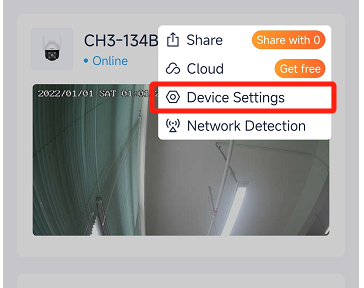 CH3-134B
Share
Share with 0
Online
Cloud
Get free
2022/01/01 SAT 01:01
Device Settings
Network Detection